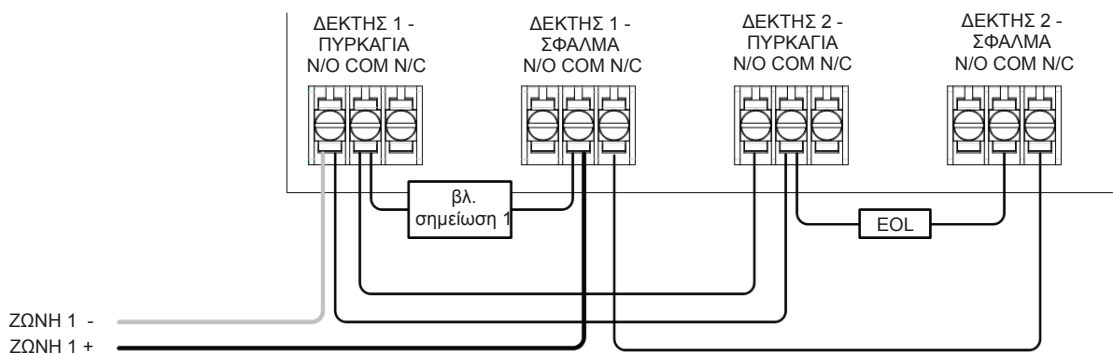 ΔΕΚΤΗΣ 1 -
ΠΥΡΚΑΓΙΑ
N/O COM N/C
ΔΕΚΤΗΣ 1 -
ΣΦΑΛΜΑ
N/O COM N/C
ΔΕΚΤΗΣ 2 -
ΠΥΡΚΑΓΙΑ
N/O COM N/C
ΔΕΚΤΗΣ 2 -
ΣΦΑΛΜΑ
N/O COM N/C
βλ.
σημείωση 1
EOL
ΖΩΝΗ 1 -
ΖΩΝΗ 1 +